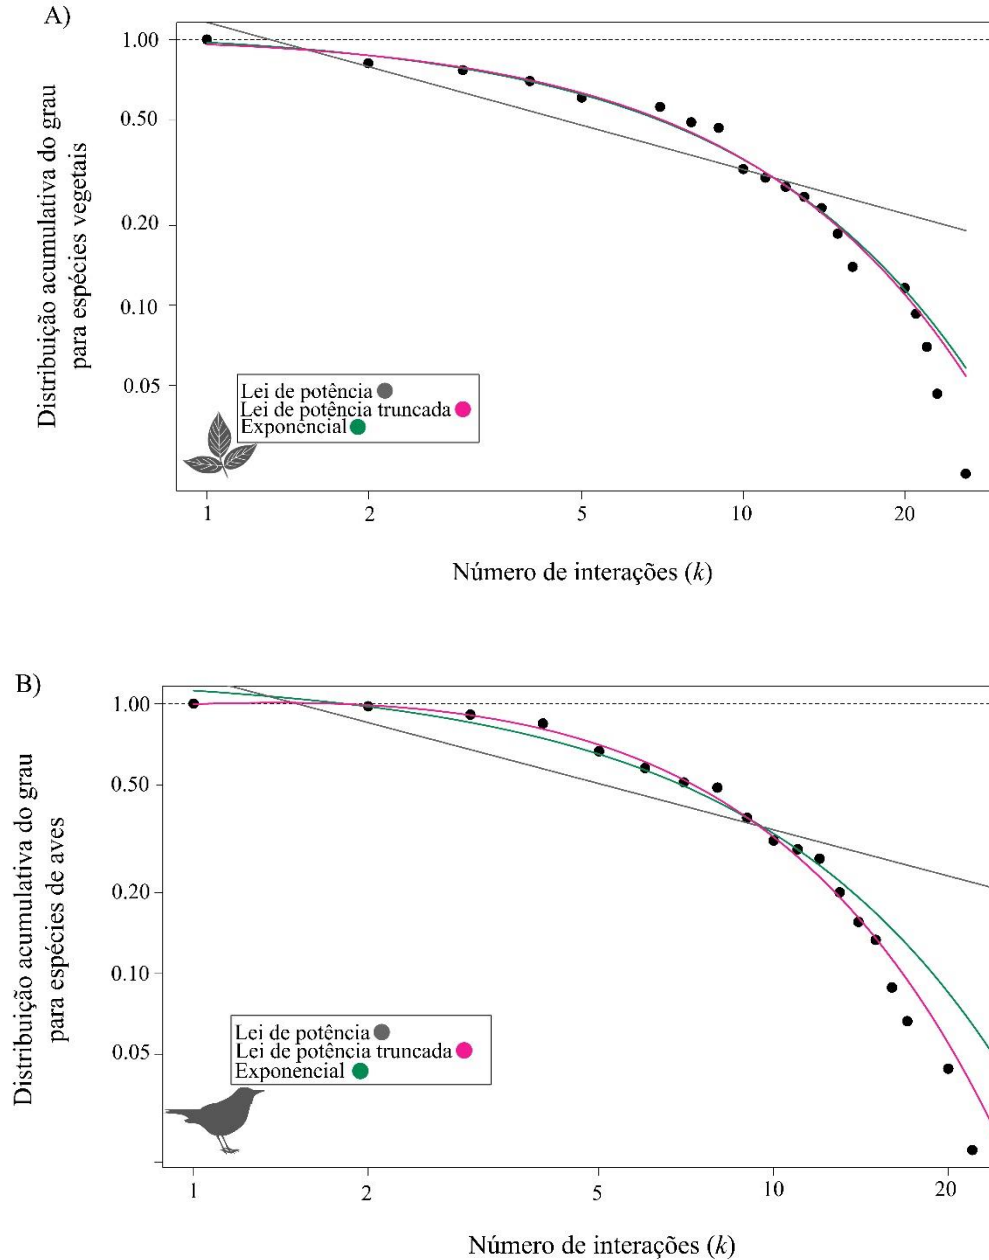 A)
Distribuição acumulativa do grau
para espécies vegetais
1.00
0.50
0.20
0.10
0.05
Lei de potência
Lei de potência truncada
Exponencial
1
2
5
10
20
Número de interações (k)
B)
Distribuição acumulativa do grau
para espécies de aves
1.00
0.50
0.20
0.10
0.05
Lei de potência
Lei de potência truncada
Exponencial
1
2
5
10
20
Número de interações (k)